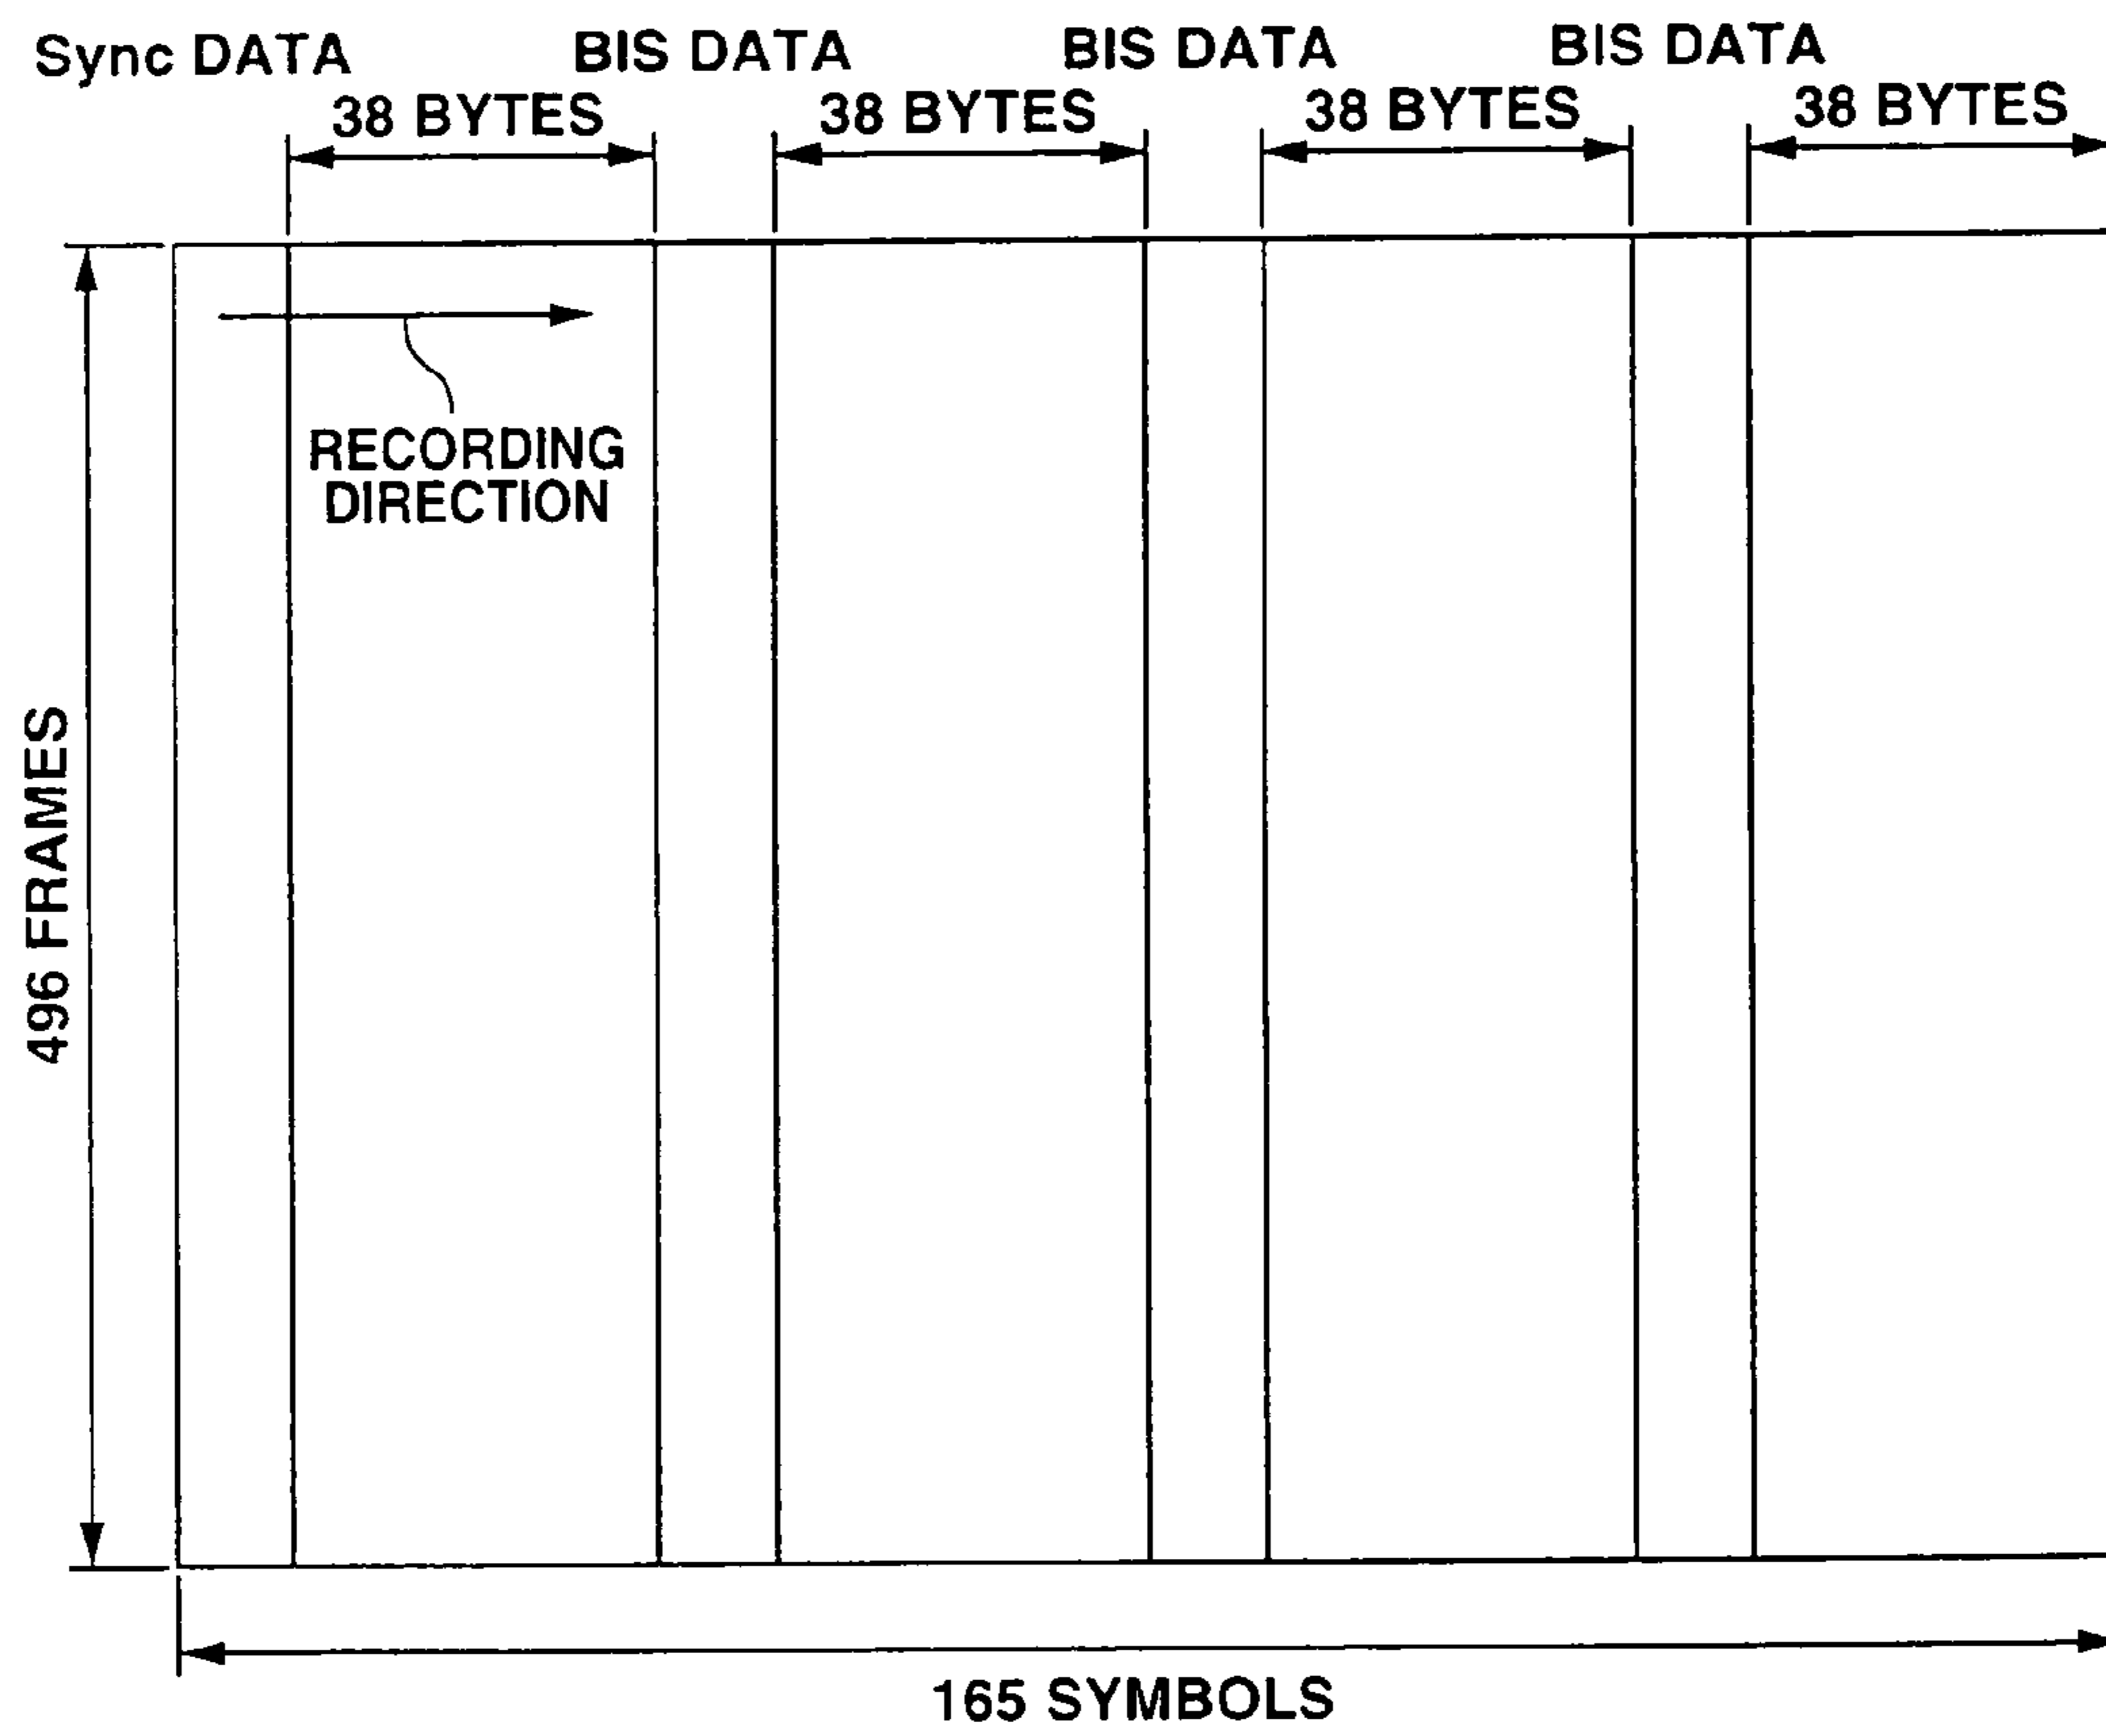 Sync DATA
BIS DATA
BIS DATA
BIS DATA
38 BYTES
38 BYTES
38 BYTES
38 BYTES
RECORDING
DIRECTION
496 FRAMES
165 SYMBOLS